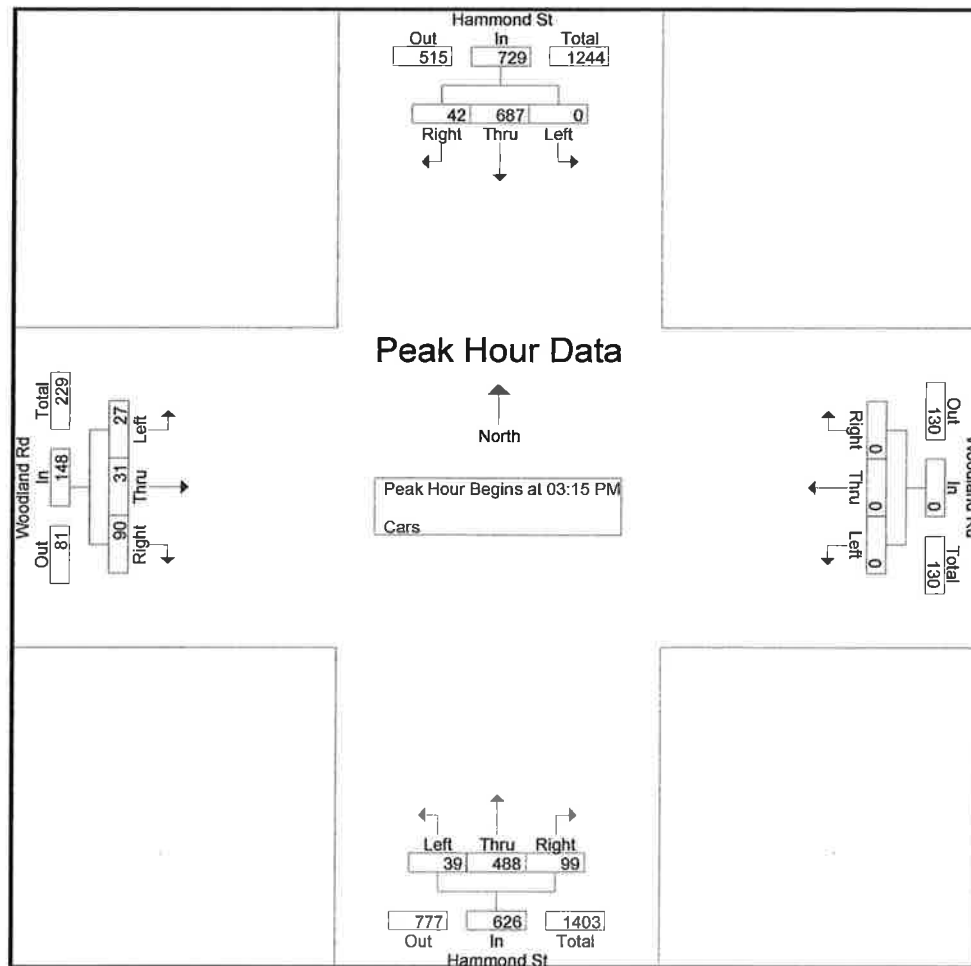 Hammond St
Out In Total
515 729 1244
42 687 0
Right Thru Left
Peak Hour Data
North
Peak Hour Begins at 03:15 PM
Cars
Woodland Rd
Total In Out
229 148 81
27 31 90
Left Thru Right
Right Thru Left
0 0 0
Out In Total
130 0 130
Woodland Rd
Left Thru Right
39 488 99
777 626 1403
Out In Total
Hammond St